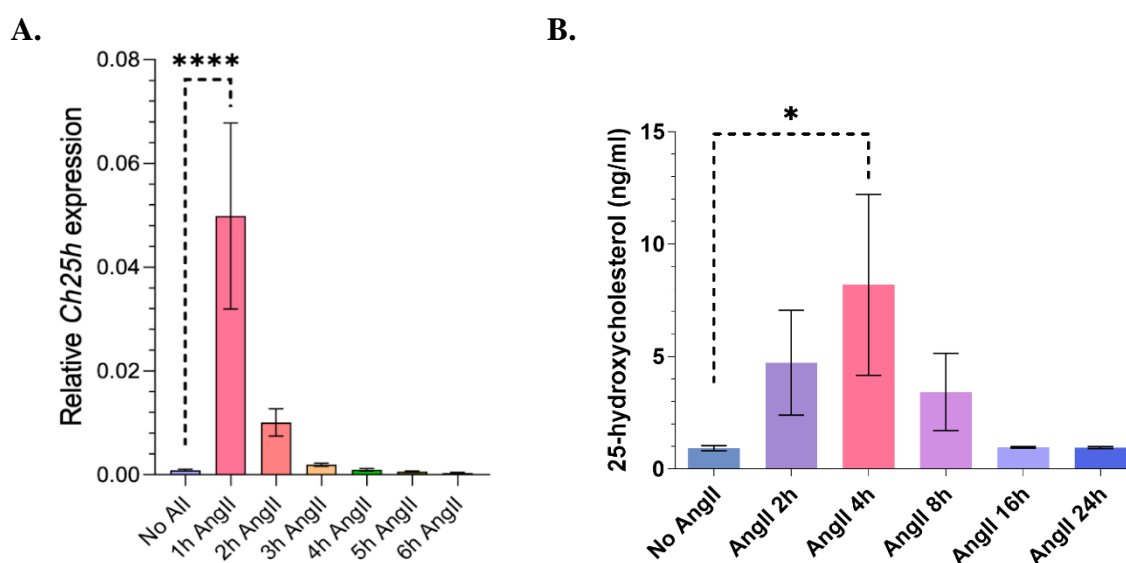 A.
****
Relative Ch25h expression
0.08
0.06
0.04
0.02
0.00
No AII
1h AngII
2h AngII
3h AngII
4h AngII
5h AngII
6h AngII
B.
*
25-hydroxycholesterol (ng/ml)
15
10
5
0
No AngII
AngII 2h
AngII 4h
AngII 8h
AngII 16h
AngII 24h